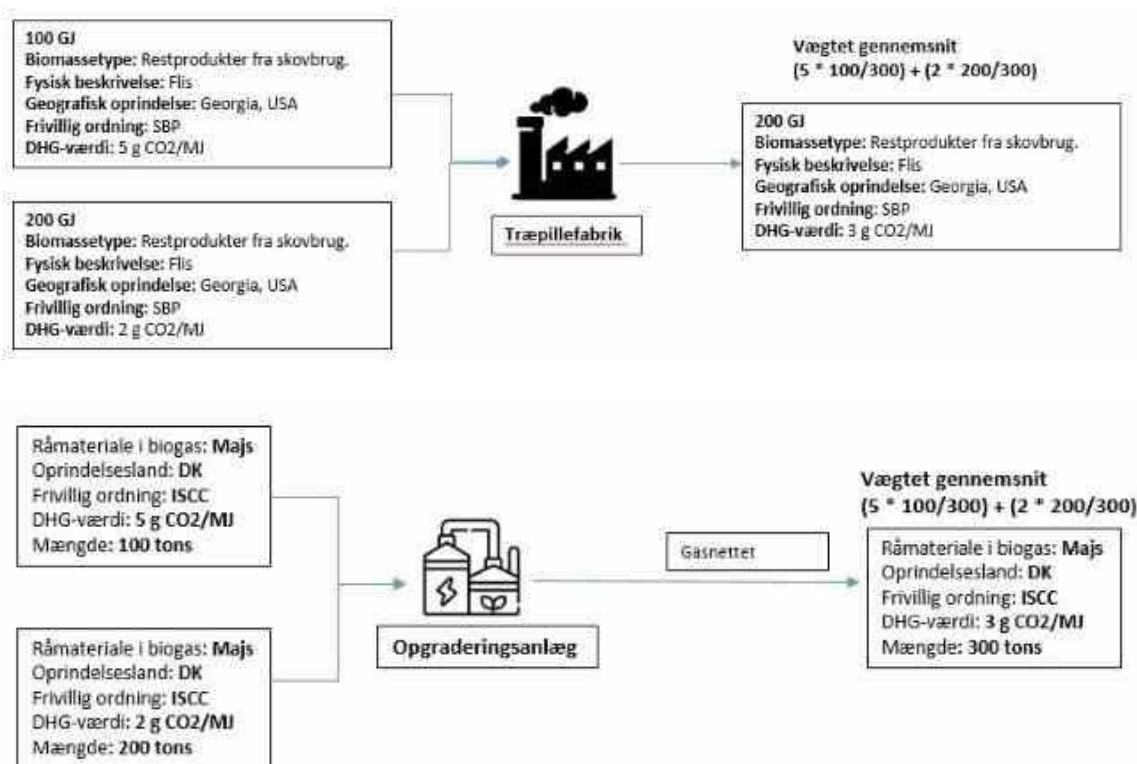 100 GJ
Biomassetype: Restprodukter fra skovbrug.
Fysisk beskrivelse: Flis
Geografisk oprindelse: Georgia, USA
Frivillig ordning: SBP
DHG-værdi: 5 g CO2/MJ
200 GJ
Biomassetype: Restprodukter fra skovbrug.
Fysisk beskrivelse: Flis
Geografisk oprindelse: Georgia, USA
Frivillig ordning: SBP
DHG-værdi: 2 g CO2/MJ
Træpillefabrik
Vægtet gennemsnit
(5 * 100/300) + (2 * 200/300)
200 GJ
Biomassetype: Restprodukter fra skovbrug.
Fysisk beskrivelse: Flis
Geografisk oprindelse: Georgia, USA
Frivillig ordning: SBP
DHG-værdi: 3 g CO2/MJ
Råmateriale i biogas: Majs
Oprindelsesland: DK
Frivillig ordning: ISCC
DHG-værdi: 5 g CO2/MJ
Mængde: 100 tons
Råmateriale i biogas: Majs
Oprindelsesland: DK
Frivillig ordning: ISCC
DHG-værdi: 2 g CO2/MJ
Mængde: 200 tons
Opgraderingsanlæg
Gasnettet
Vægtet gennemsnit
(5 * 100/300) + (2 * 200/300)
Råmateriale i biogas: Majs
Oprindelsesland: DK
Frivillig ordning: ISCC
DHG-værdi: 3 g CO2/MJ
Mængde: 300 tons